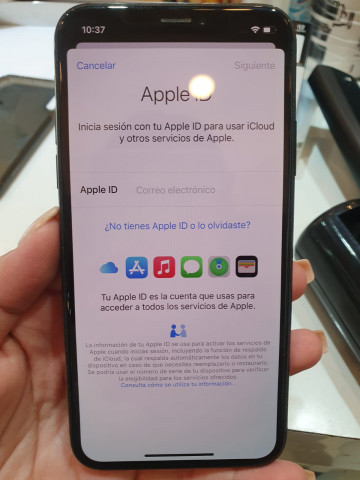 10:37
Cancelar
Siguiente
Apple ID
Inicia sesión con tu Apple ID para usar iCloud
y otros servicios de Apple.
Apple ID Correo electrónico
¿No tienes Apple ID o lo olvidaste?
Tu Apple ID es la cuenta que usas para
acceder a todos los servicios de Apple.
La información de tu Apple ID se usa para activar los servicios de
Apple cuando inicias sesión, incluyendo la función de respaldo
de iCloud, la cual respalda automáticamente los datos en tu
dispositivo en caso de que necesites reemplazarlo o restaurarlo.
Se podría usar el número de serie de tu dispositivo para verificar
la elegibilidad para los servicios ofrecidos.
Consulta cómo se utiliza tu información...